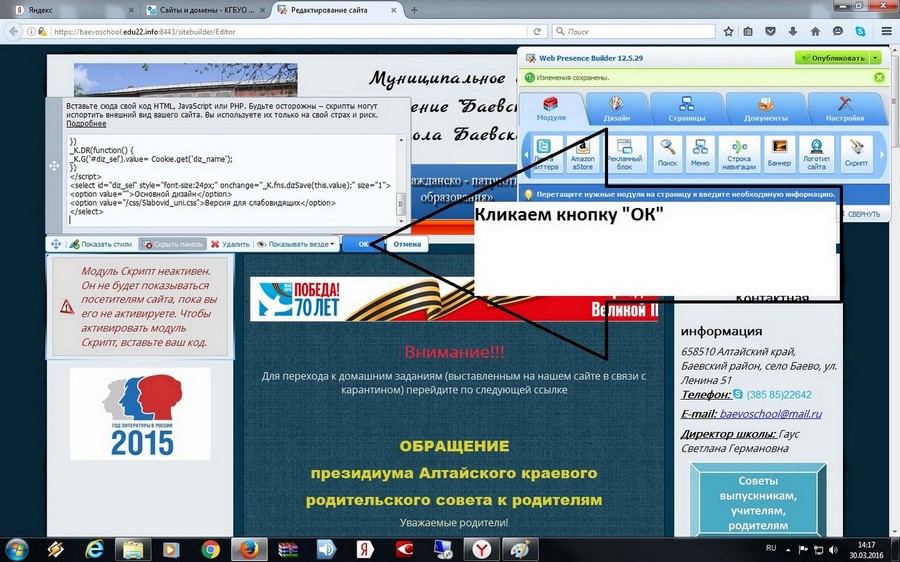 Яндекс
Сайты и домены - КГБУО ...
Редактирование сайта
https://baevoschool.edu22.info:8443/sitebuilder/Editor
Поиск
Муниципальное
Web Presence Builder 12.5.29
Опубликовать
Изменения сохранены.
Модули
Дизайн
Страницы
Документы
Настройки
Amazon aStore
Рекламный блок
Поиск
Меню
Строка навигации
Баннер
Логотип сайта
Скрипт
Перетащите нужные модули на страницу и введите необходимую информацию.
СВЕРНУТЬ
Вставьте сюда свой код HTML, JavaScript или PHP. Будьте осторожны – скрипты могут
испортить внешний вид вашего сайта. Вы используете их только на свой страх и риск.
Подробнее
})
_K.DR(function() {
_K.G('#diz_sel').value= Cookie.get('diz_name');
})
</script>
<select id="diz_sel" style="font-size:24px;" onchange="_K.fns.dizSave(this.value);" size="1">
<option value="">Основной дизайн</option>
<option value="/css/Slabovid_uni.css">Версия для слабовидящих</option>
</select>
ение Баевс
ола Баевс
ажданско - патриоти
образования»
Показать стили
Скрыть панель
Удалить
Показывать везде
ОК
Отмена
Кликаем кнопку "ОК"
Модуль Скрипт неактивен.
Он не будет показываться
посетителям сайта, пока вы
его не активируете. Чтобы
активировать модуль
Скрипт, вставьте ваш код.
ГОД ЛИТЕРАТУРЫ В РОССИИ
2015
ПОБЕДА!
70 ЛЕТ
Великой П
Внимание!!!
Для перехода к домашним заданиям (выставленным на нашем сайте в связи с
карантином) перейдите по следующей ссылке
ОБРАЩЕНИЕ
президиума Алтайского краевого
родительского совета к родителям
Уважаемые родители!
Контактная
информация
658510 Алтайский край,
Баевский район, село Баево, ул.
Ленина 51
Телефон: (385 85)22642
E-mail: baevoschool@mail.ru
Директор школы: Гаус
Светлана Германовна
Советы
выпускникам,
учителям,
родителям
RU
14:17
30.03.2016